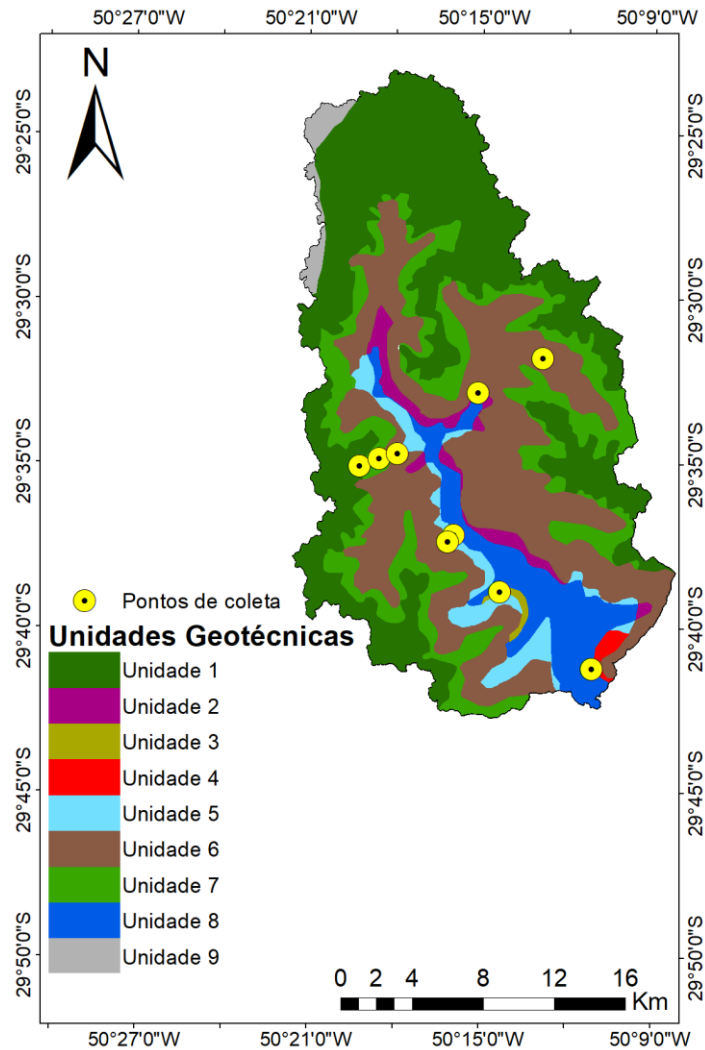 50°27'0"W 50°21'0"W 50°15'0"W 50°9'0"W
N
29°25'0"S 29°25'0"S
29°30'0"S 29°30'0"S
29°35'0"S 29°35'0"S
29°40'0"S 29°40'0"S
29°45'0"S 29°45'0"S
29°50'0"S 29°50'0"S
Pontos de coleta
Unidades Geotécnicas
Unidade 1
Unidade 2
Unidade 3
Unidade 4
Unidade 5
Unidade 6
Unidade 7
Unidade 8
Unidade 9
0 2 4 8 12 16
Km
50°27'0"W 50°21'0"W 50°15'0"W 50°9'0"W